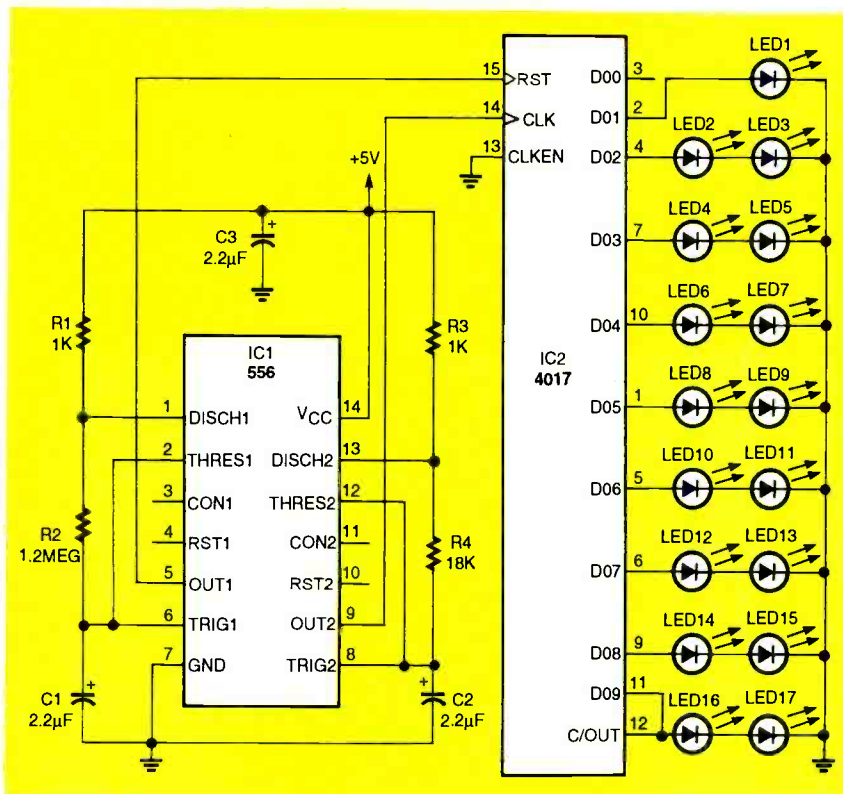 LED1
15 RST D00 3
14 CLK D01 2
LED2 LED3
13 CLKEN D02 4
+5V
C3
2.2µF
+
LED4 LED5
D03 7
R1
1K
R3
1K
LED6 LED7
D04 10
IC1
556
IC2
4017
LED8 LED9
D05 1
1 DISCH1 VCC 14
2 THRES1 DISCH2 13
3 CON1 THRES2 12
4 RST1 CON2 11
5 OUT1 RST2 10
6 TRIG1 OUT2 9
7 GND TRIG2 8
R2
1.2MEG
R4
18K
LED10 LED11
D06 5
LED12 LED13
D07 6
LED14 LED15
D08 9
D09 11
LED16 LED17
C/OUT 12
C1
2.2µF
+
C2
2.2µF
+